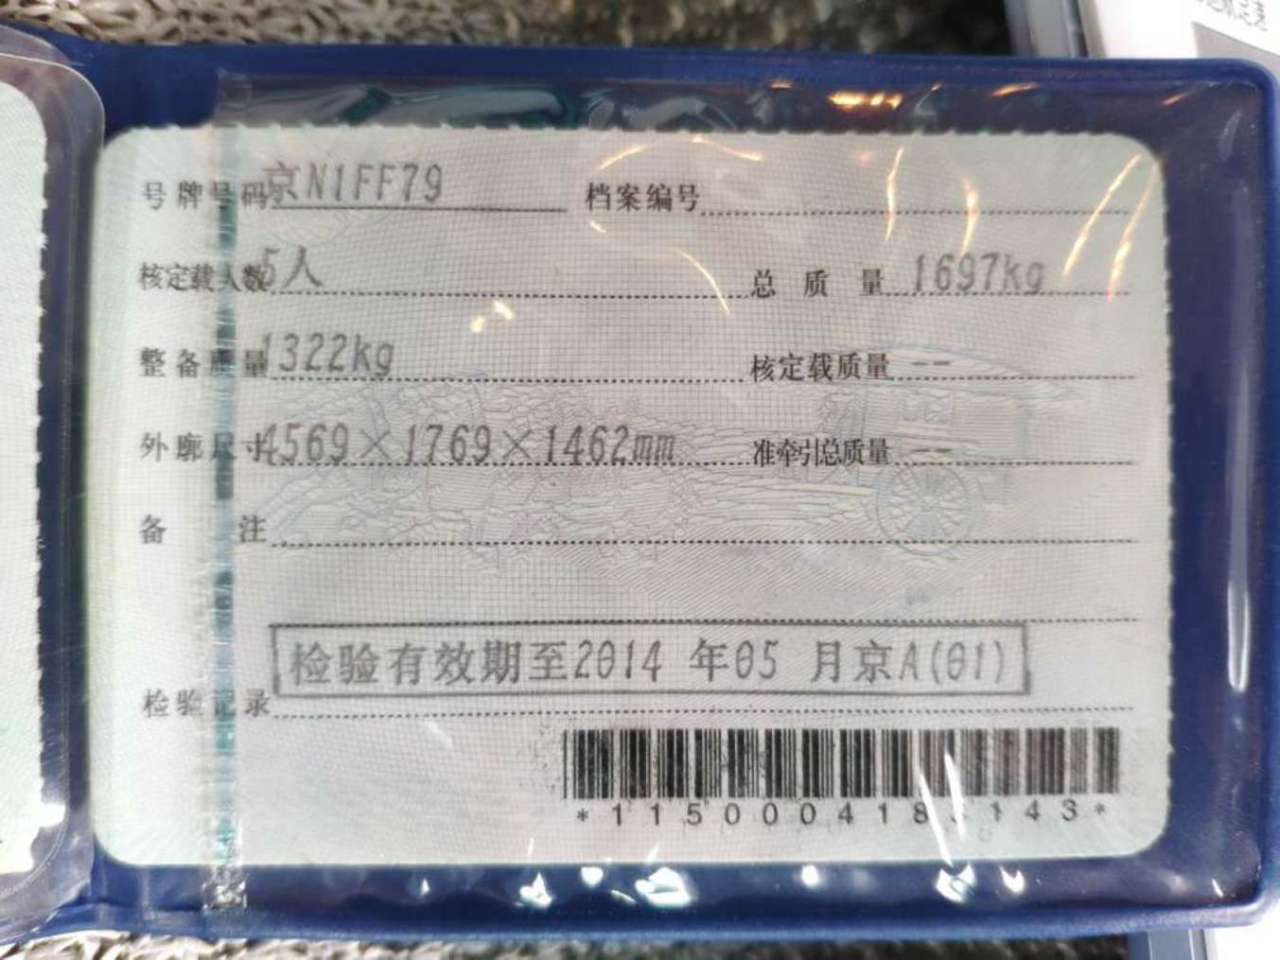 号牌号码 京N1FF79 档案编号
核定载人数 5人 总质量 1697kg
整备质量 1322kg 核定载质量 --
外廓尺寸 4569×1769×1462mm 准牵引总质量 --
备注
检验有效期至2014 年05 月京A(01)
检验记录